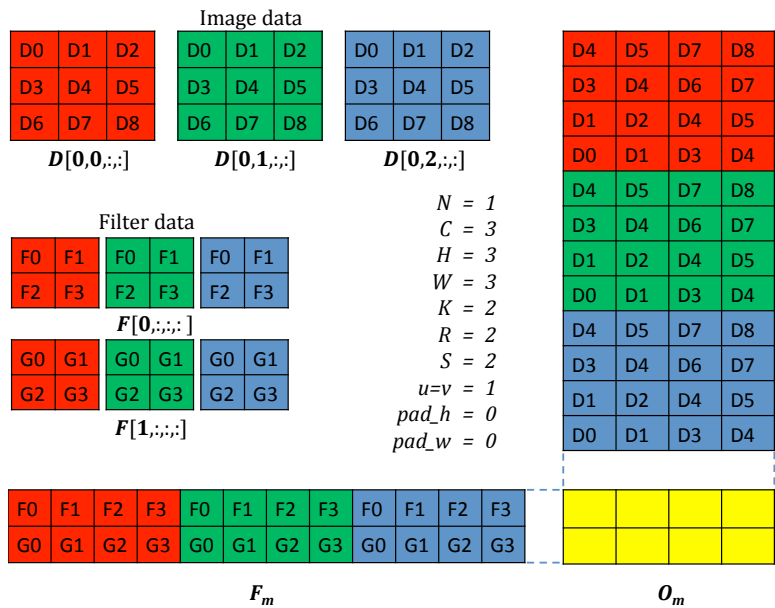 Image data
D0 D1 D2 D0 D1 D2 D0 D1 D2
D3 D4 D5 D3 D4 D5 D3 D4 D5
D6 D7 D8 D6 D7 D8 D6 D7 D8
D[0,0,:,:] D[0,1,:,:] D[0,2,:,:]
Filter data
F0 F1 F0 F1 F0 F1
F2 F3 F2 F3 F2 F3
F[0,:,:,: ]
G0 G1 G0 G1 G0 G1
G2 G3 G2 G3 G2 G3
F[1,:,:,:]
N = 1
C = 3
H = 3
W = 3
K = 2
R = 2
S = 2
u=v = 1
pad_h = 0
pad_w = 0
D4 D5 D7 D8
D3 D4 D6 D7
D1 D2 D4 D5
D0 D1 D3 D4
D4 D5 D7 D8
D3 D4 D6 D7
D1 D2 D4 D5
D0 D1 D3 D4
D4 D5 D7 D8
D3 D4 D6 D7
D1 D2 D4 D5
D0 D1 D3 D4
F0 F1 F2 F3 F0 F1 F2 F3 F0 F1 F2 F3
G0 G1 G2 G3 G0 G1 G2 G3 G0 G1 G2 G3
F_m O_m